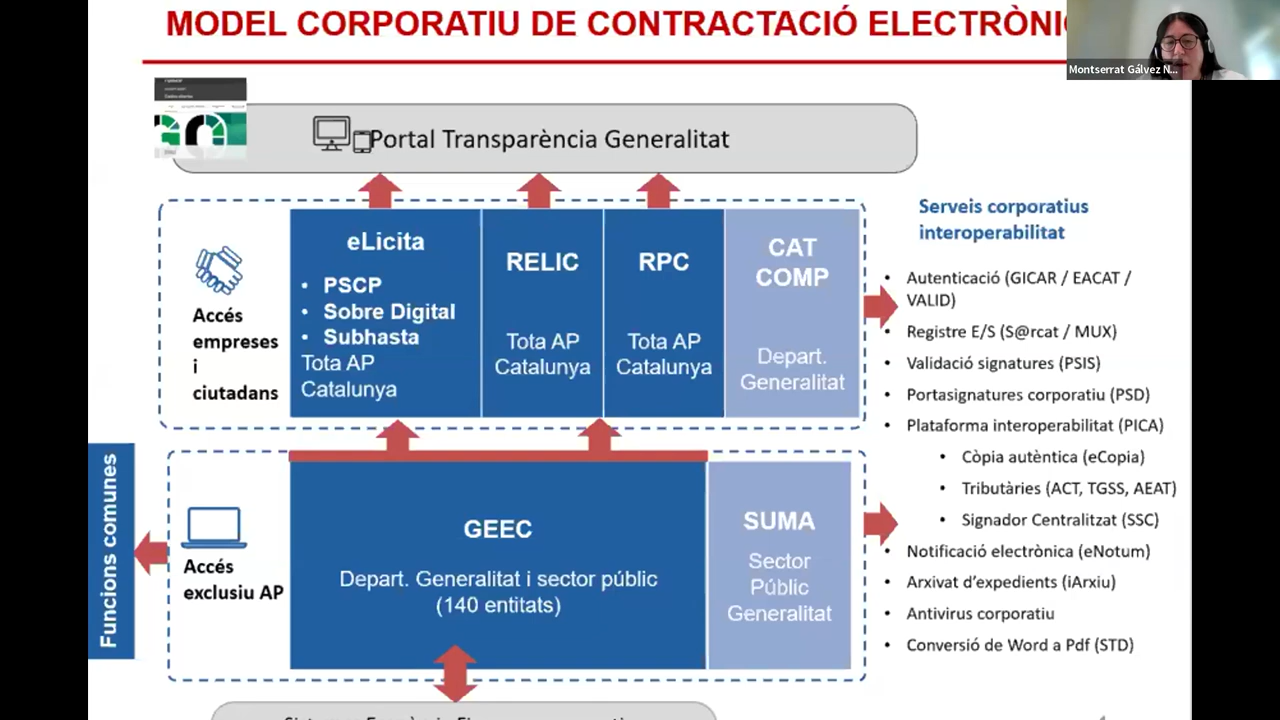 MODEL CORPORATIU DE CONTRACTACIÓ ELECTRÒNIC
Montserrat Gálvez N...
Portal Transparència Generalitat
Accés
empreses
i
ciutadans
eLicita
• PSCP
• Sobre Digital
• Subhasta
Tota AP
Catalunya
RELIC
Tota AP
Catalunya
RPC
Tota AP
Catalunya
CAT
COMP
Depart.
Generalitat
Serveis corporatius
interoperabilitat
• Autenticació (GICAR / EACAT /
VALID)
• Registre E/S (S@rcat / MUX)
• Validació signatures (PSIS)
• Portasignatures corporatiu (PSD)
• Plataforma interoperabilitat (PICA)
• Còpia autèntica (eCopia)
• Tributàries (ACT, TGSS, AEAT)
• Signador Centralitzat (SSC)
• Notificació electrònica (eNotum)
• Arxivat d’expedients (iArxiu)
• Antivirus corporatiu
• Conversió de Word a Pdf (STD)
Funcions comunes
Accés
exclusiu AP
GEEC
Depart. Generalitat i sector públic
(140 entitats)
SUMA
Sector
Públic
Generalitat